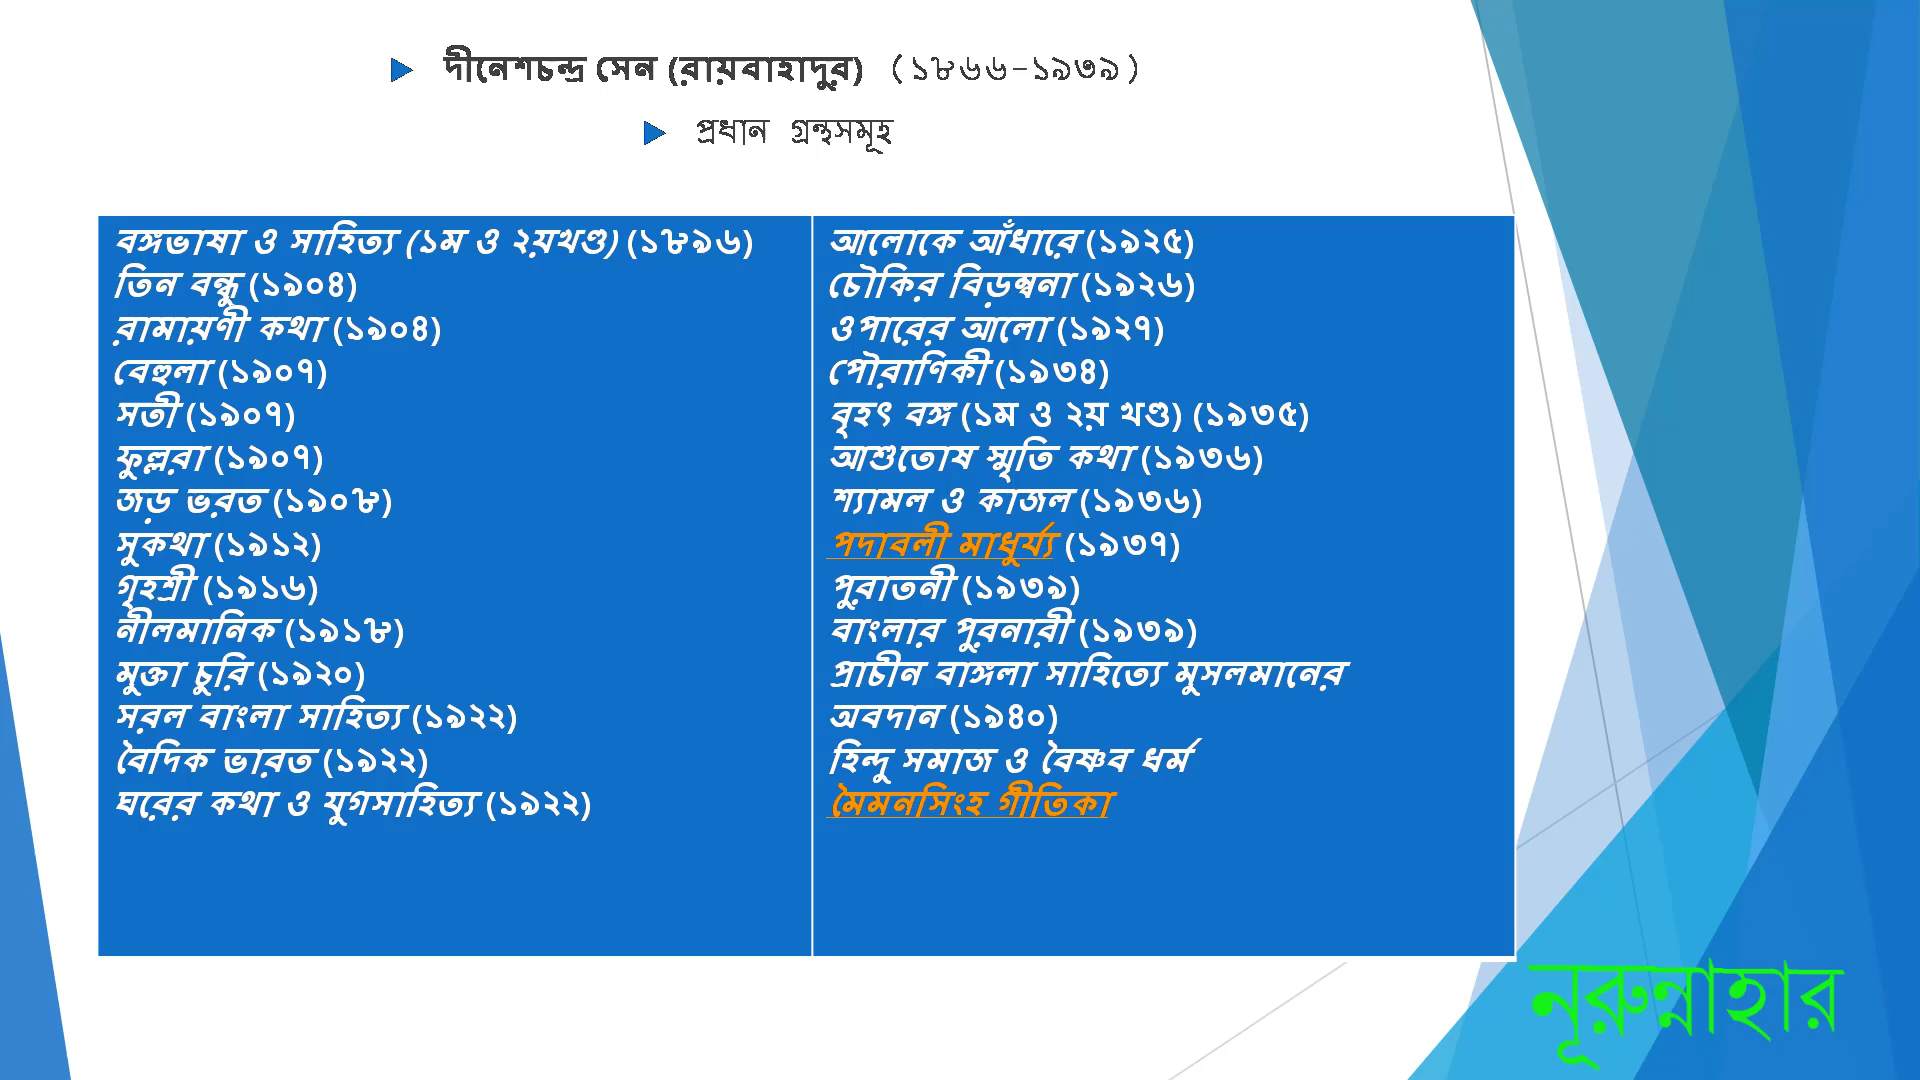 দীনেশচন্দ্র সেন (রায়বাহাদুর) (১৮৬৬-১৯৩৯)
প্রধান গ্রন্থসমূহ
বঙ্গভাষা ও সাহিত্য (১ম ও ২য়খণ্ড) (১৮৯৬)
তিন বন্ধু (১৯০৪)
রামায়ণী কথা (১৯০৪)
বেহুলা (১৯০৭)
সতী (১৯০৭)
ফুল্লরা (১৯০৭)
জড় ভরত (১৯০৮)
সুকথা (১৯১২)
গৃহশ্রী (১৯১৬)
নীলমানিক (১৯১৮)
মুক্তা চুরি (১৯২০)
সরল বাংলা সাহিত্য (১৯২২)
বৈদিক ভারত (১৯২২)
ঘরের কথা ও যুগসাহিত্য (১৯২২)
আলোকে আঁধারে (১৯২৫)
চৌকির বিড়ম্বনা (১৯২৬)
ওপারের আলো (১৯২৭)
পৌরাণিকী (১৯৩৪)
বৃহৎ বঙ্গ (১ম ও ২য় খণ্ড) (১৯৩৫)
আশুতোষ স্মৃতি কথা (১৯৩৬)
শ্যামল ও কাজল (১৯৩৬)
পদাবলী মাধুর্য্য (১৯৩৭)
পুরাতনী (১৯৩৯)
বাংলার পুরনারী (১৯৩৯)
প্রাচীন বাঙ্গলা সাহিত্যে মুসলমানের
অবদান (১৯৪০)
হিন্দু সমাজ ও বৈষ্ণব ধর্ম
মৈমনসিংহ গীতিকা
নূরুন্নাহার